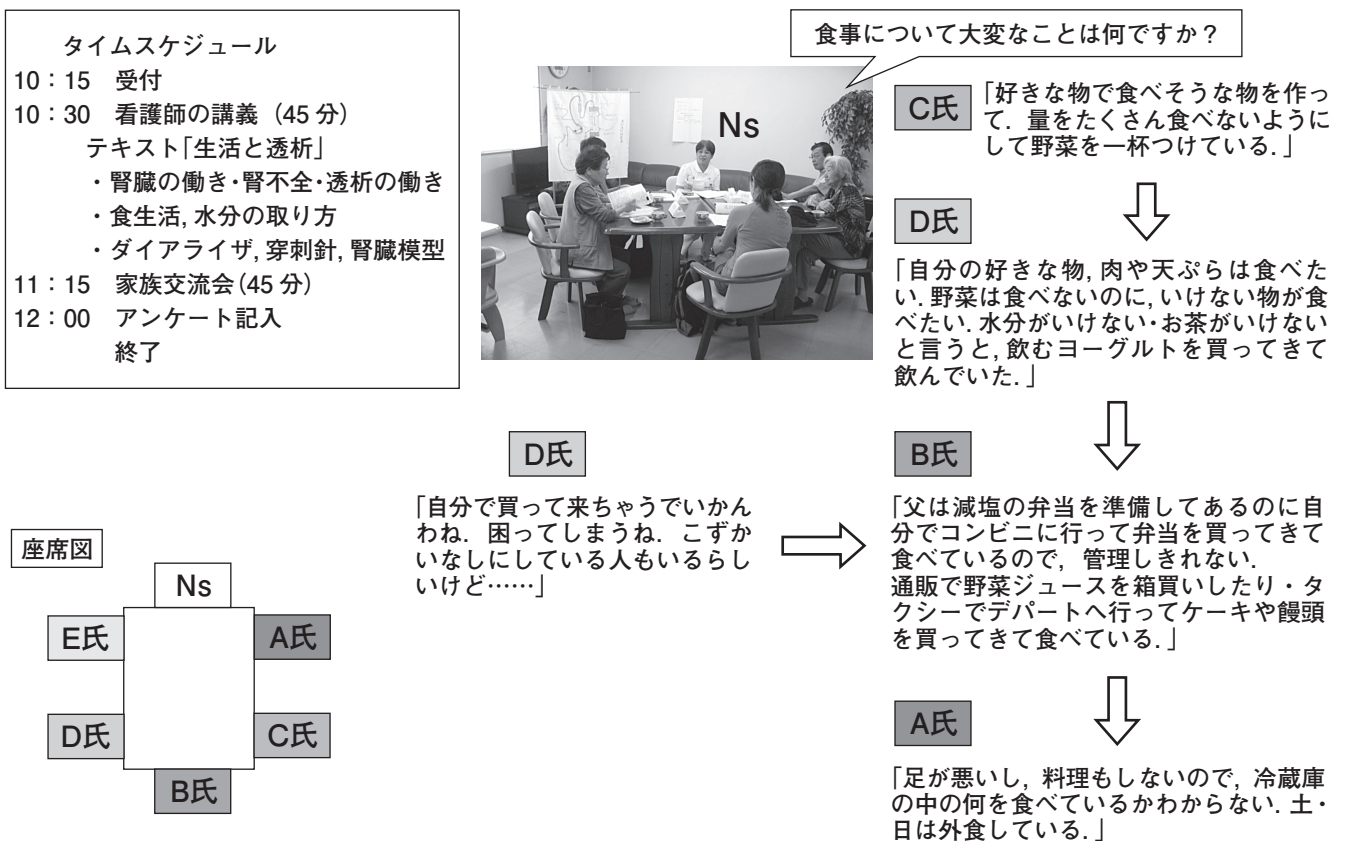 タイムスケジュール
10：15　受付
10：30　看護師の講義（45分）
テキスト「生活と透析」
・腎臓の働き・腎不全・透析の働き
・食生活，水分の取り方
・ダイアライザ，穿刺針，腎臓模型
11：15　家族交流会（45分）
12：00　アンケート記入
終了
食事について大変なことは何ですか？
Ns
C氏
「好きな物で食べそうな物を作っ
て．量をたくさん食べないように
して野菜を一杯つけている．」
D氏
「自分の好きな物，肉や天ぷらは食べた
い．野菜は食べないのに，いけない物が食
べたい．水分がいけない・お茶がいけない
と言うと，飲むヨーグルトを買ってきて
飲んでいた．」
D氏
「自分で買って来ちゃうでいかん
わね．困ってしまうね．こずか
いなしにしている人もいるらし
いけど……」
B氏
「父は減塩の弁当を準備してあるのに自
分でコンビニに行って弁当を買ってきて
食べているので，管理しきれない．
通販で野菜ジュースを箱買いしたり・タ
クシーでデパートへ行ってケーキや饅頭
を買ってきて食べている．」
A氏
「足が悪いし，料理もしないので，冷蔵庫
の中の何を食べているかわからない．土・
日は外食している．」
座席図
Ns
E氏
A氏
D氏
C氏
B氏